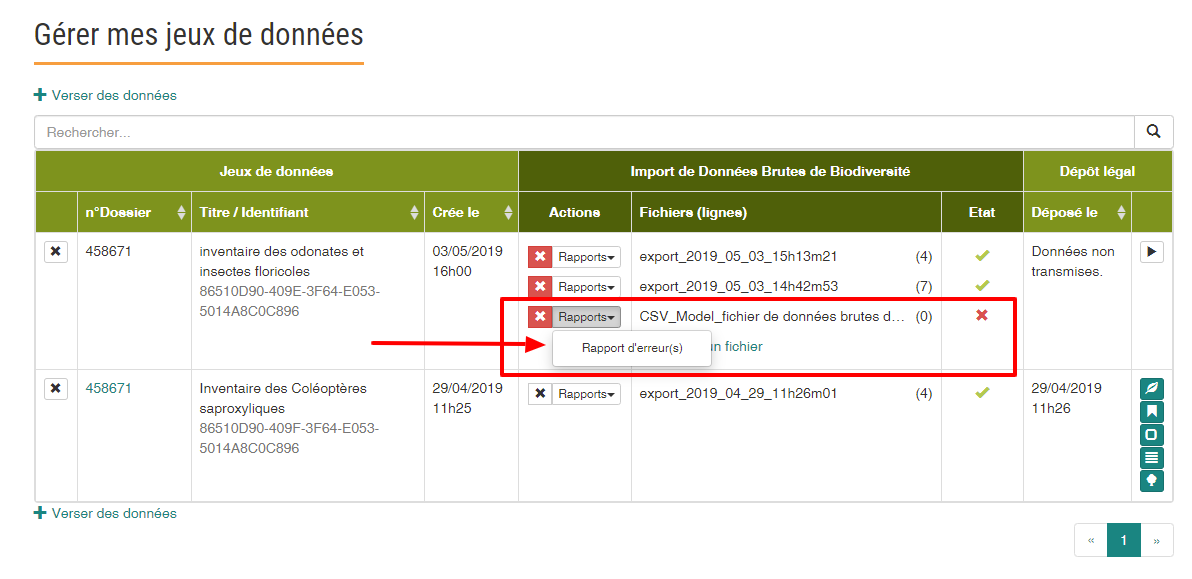 Gérer mes jeux de données
Verser des données
Rechercher...
Jeux de données
Import de Données Brutes de Biodiversité
Dépôt légal
n°Dossier
Titre / Identifiant
Crée le
Actions
Fichiers (lignes)
Etat
Déposé le
458671
inventaire des odonates et
insectes floricoles
86510D90-409E-3F64-E053-
5014A8C0C896
03/05/2019
16h00
Rapports
export_2019_05_03_15h13m21 (4)
Rapports
export_2019_05_03_14h42m53 (7)
Rapports
CSV_Model_fichier de données brutes d... (0)
Rapport d'erreur(s)
un fichier
Données non
transmises.
458671
Inventaire des Coléoptères
saproxyliques
86510D90-409F-3F64-E053-
5014A8C0C896
29/04/2019
11h25
Rapports
export_2019_04_29_11h26m01 (4)
29/04/2019
11h26
Verser des données
« 1 »